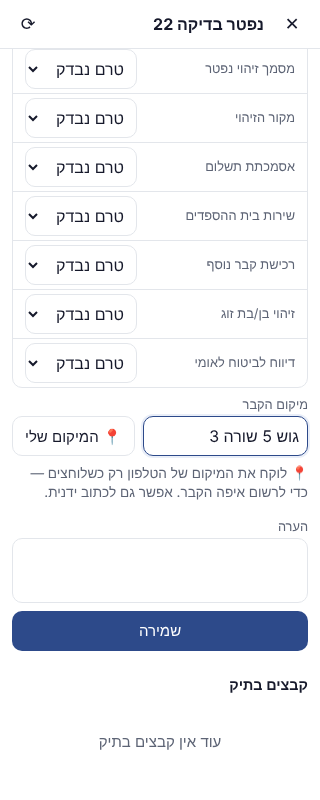 ✕ נפטר בדיקה 22 ⟳
מסמך זיהוי נפטר טרם נבדק
מקור הזיהוי טרם נבדק
אסמכתת תשלום טרם נבדק
שירות בית ההספדים טרם נבדק
רכישת קבר נוסף טרם נבדק
זיהוי בן/בת זוג טרם נבדק
דיווח לביטוח לאומי טרם נבדק
מיקום הקבר
גוש 5 שורה 3 📍 המיקום שלי
📍 לוקח את המיקום של הטלפון רק כשלוחצים —
כדי לרשום איפה הקבר. אפשר גם לכתוב ידנית.
הערה
שמירה
קבצים בתיק
עוד אין קבצים בתיק